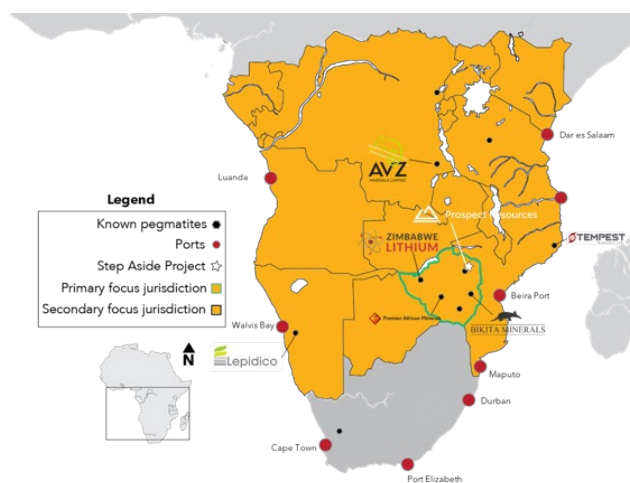 Dar es Salaam
AVZ
MINERALS LIMITED
Luanda
Legend
Known pegmatites
Ports
Step Aside Project
Primary focus jurisdiction
Secondary focus jurisdiction
Prospect Resources
ZIMBABWE
LITHIUM
TEMPEST
Beira Port
Premier African Minerals
BIKITA MINERALS
Walvis Bay
Lepidico
N
Maputo
Durban
Cape Town
Port Elizabeth